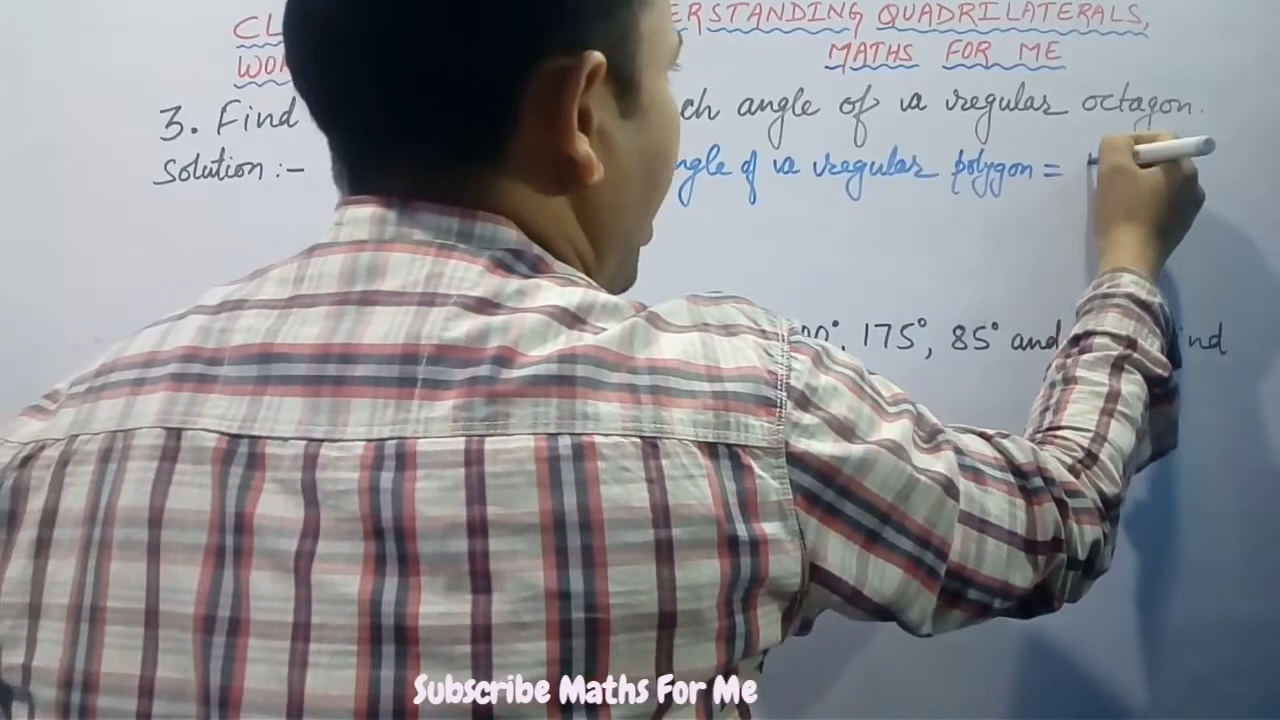 CL ERSTANDING QUADRILATERALS,
WOR MATHS FOR ME
3. Find ch angle of a regular octagon.
Solution :- ngle of a regular polygon =
00°, 175°, 85° and ind
Subscribe Maths For Me